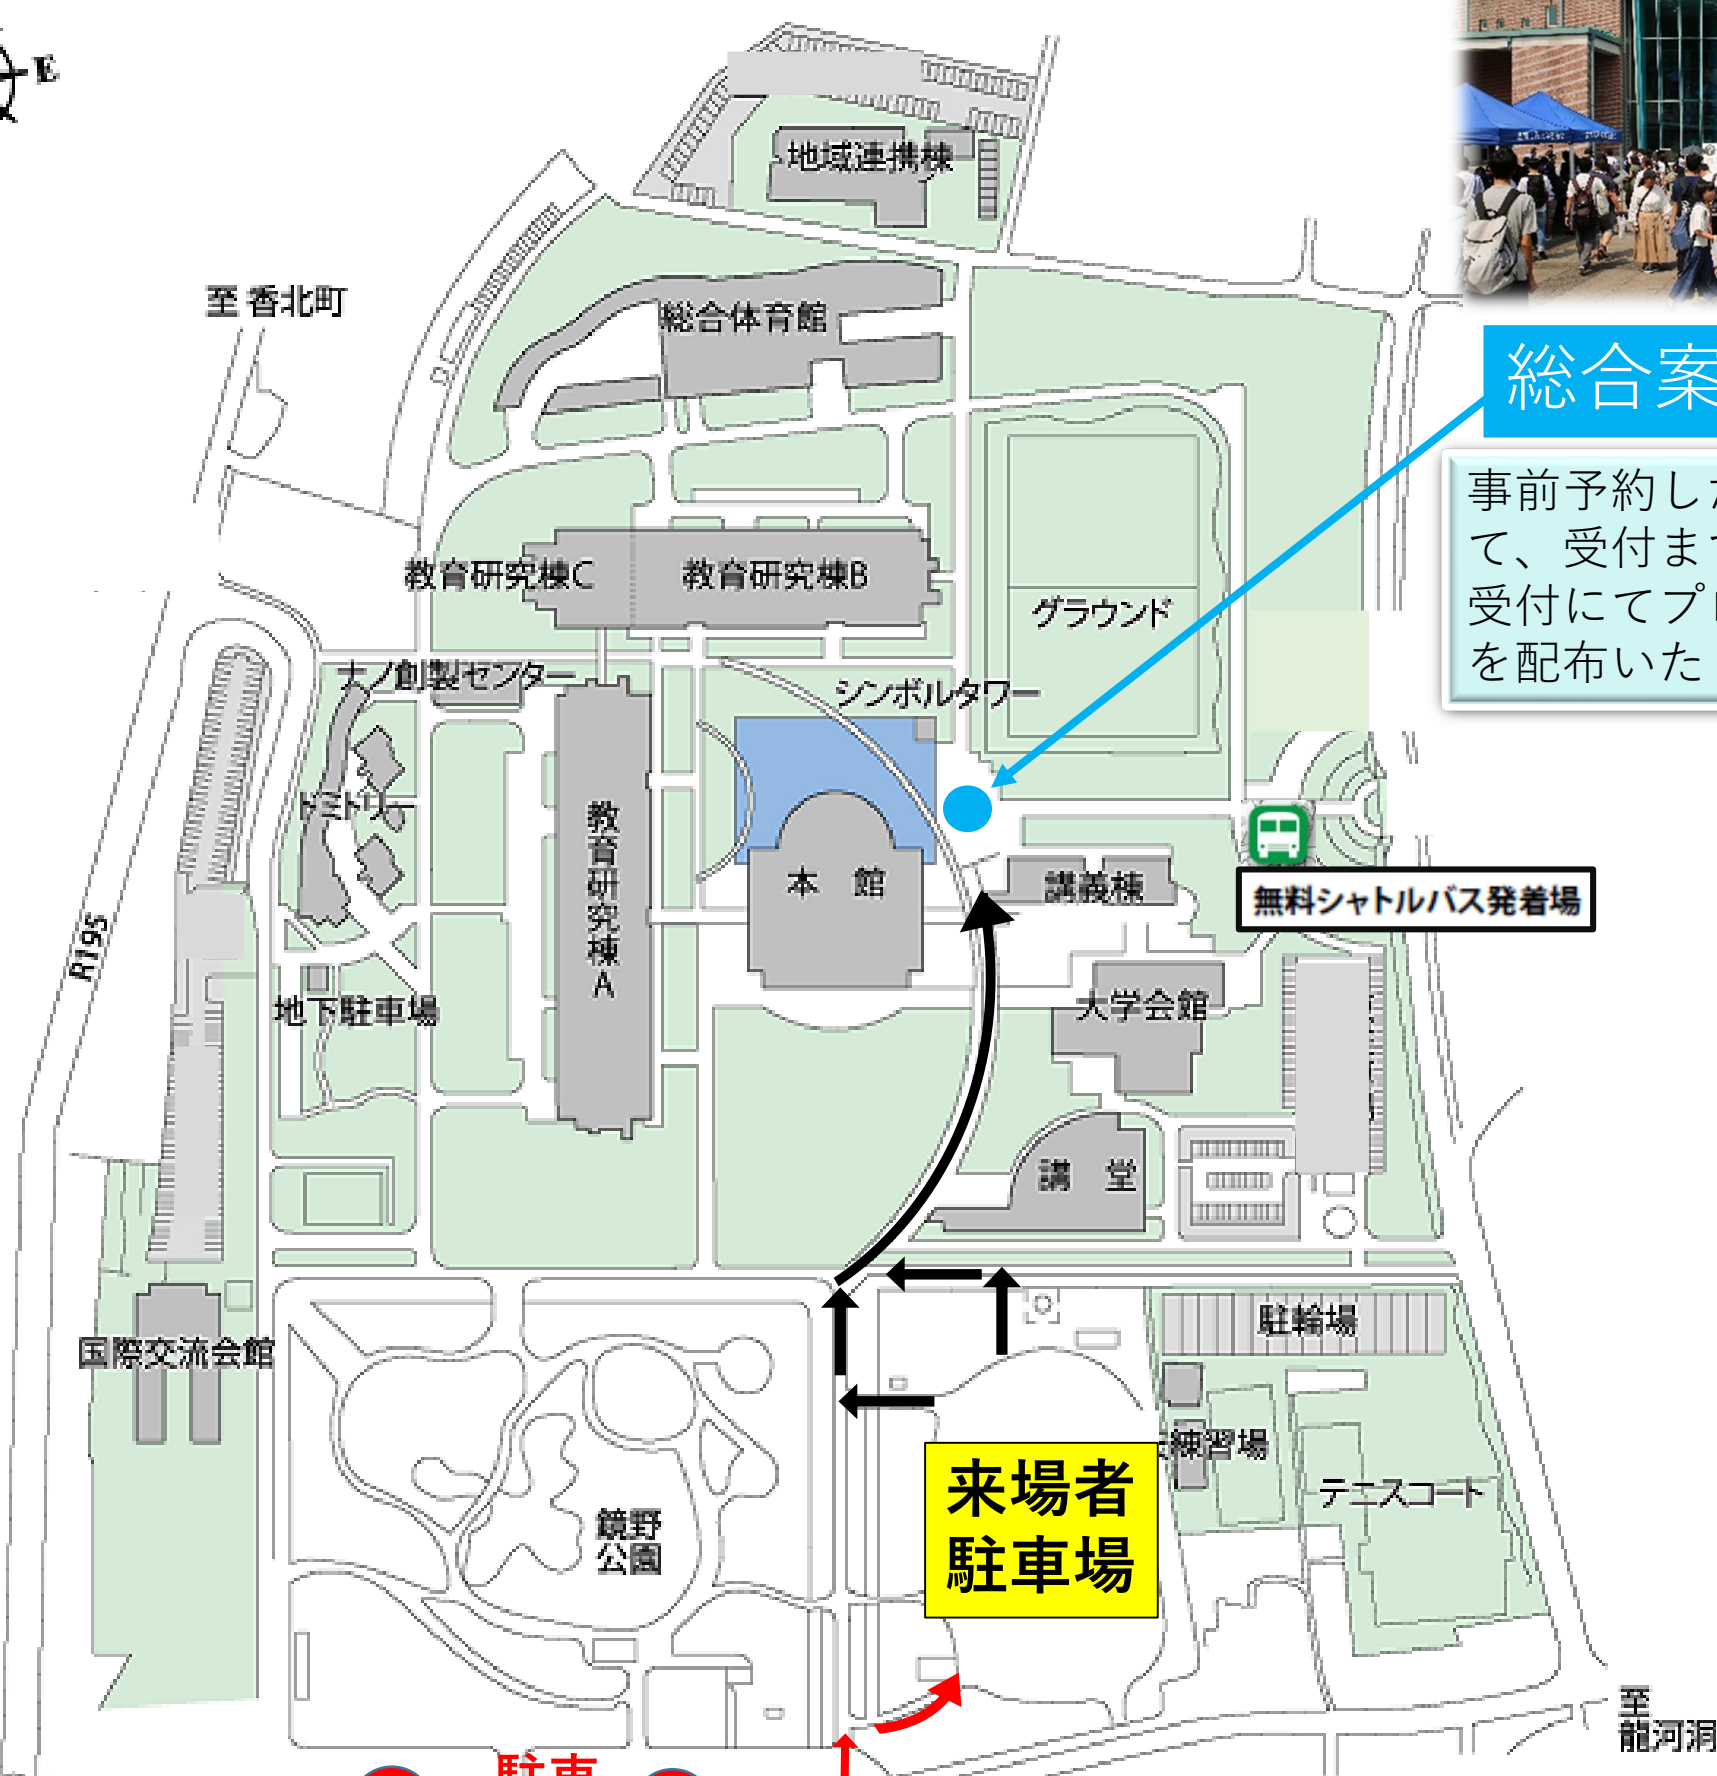 E
地域連携棟
至 香北町
総合体育館
総合案
事前予約した
て、受付まで
受付にてプロ
を配布いた
教育研究棟C
教育研究棟B
グラウンド
ナノ創製センター
シンボルタワー
ドミトリー
教育研究棟A
本 館
講義棟
無料シャトルバス発着場
R195
地下駐車場
大学会館
講 堂
国際交流会館
駐輪場
練習場
テニスコート
来場者
駐車場
鏡野
公園
至
龍河洞
駐車